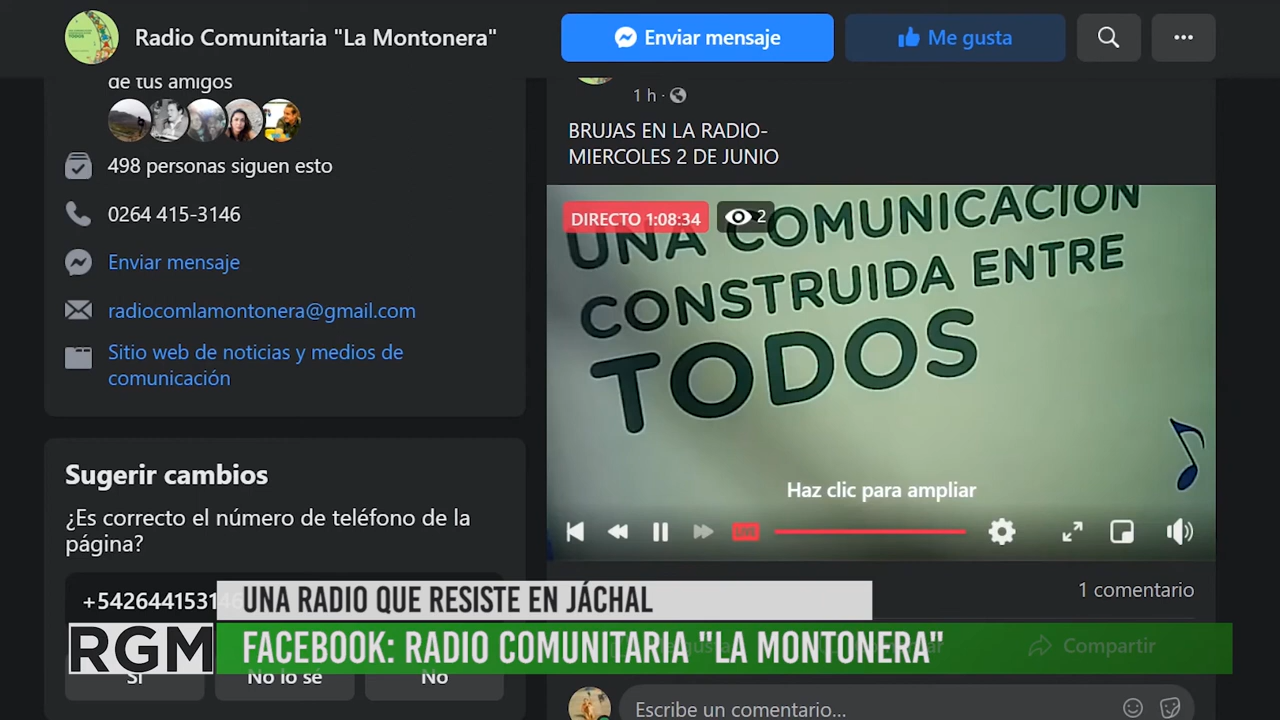 Radio Comunitaria "La Montonera"
Enviar mensaje
Me gusta
de tus amigos
498 personas siguen esto
0264 415-3146
Enviar mensaje
radiocomlamontonera@gmail.com
Sitio web de noticias y medios de
comunicación
Sugerir cambios
¿Es correcto el número de teléfono de la
página?
+542644153146
Sí
No lo sé
No
1 h ·
BRUJAS EN LA RADIO-
MIERCOLES 2 DE JUNIO
DIRECTO 1:08:34
2
UNA COMUNICACIÓN
CONSTRUIDA ENTRE
TODOS
Haz clic para ampliar
LIVE
1 comentario
Compartir
Escribe un comentario...
UNA RADIO QUE RESISTE EN JÁCHAL
RGM
FACEBOOK: RADIO COMUNITARIA "LA MONTONERA"